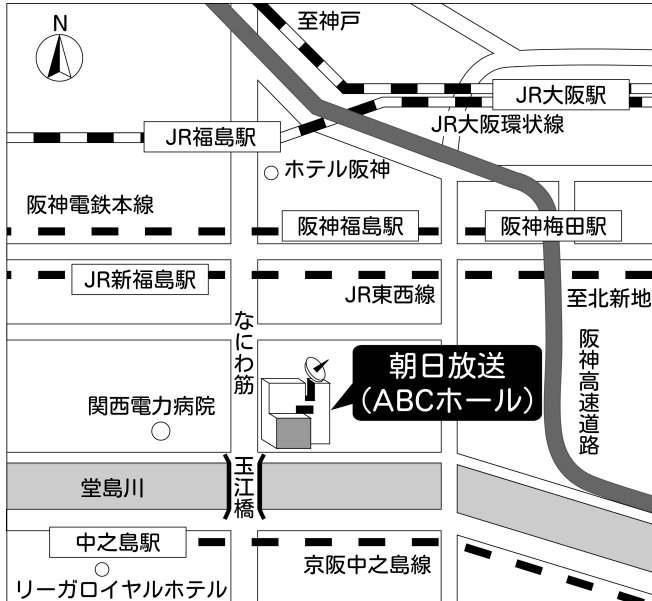 至神戸
N
JR大阪駅
JR大阪環状線
JR福島駅
ホテル阪神
阪神電鉄本線
阪神福島駅
阪神梅田駅
JR新福島駅
JR東西線
至北新地
なにわ筋
阪神高速道路
朝日放送
(ABCホール)
関西電力病院
玉江橋
堂島川
中之島駅
京阪中之島線
リーガロイヤルホテル